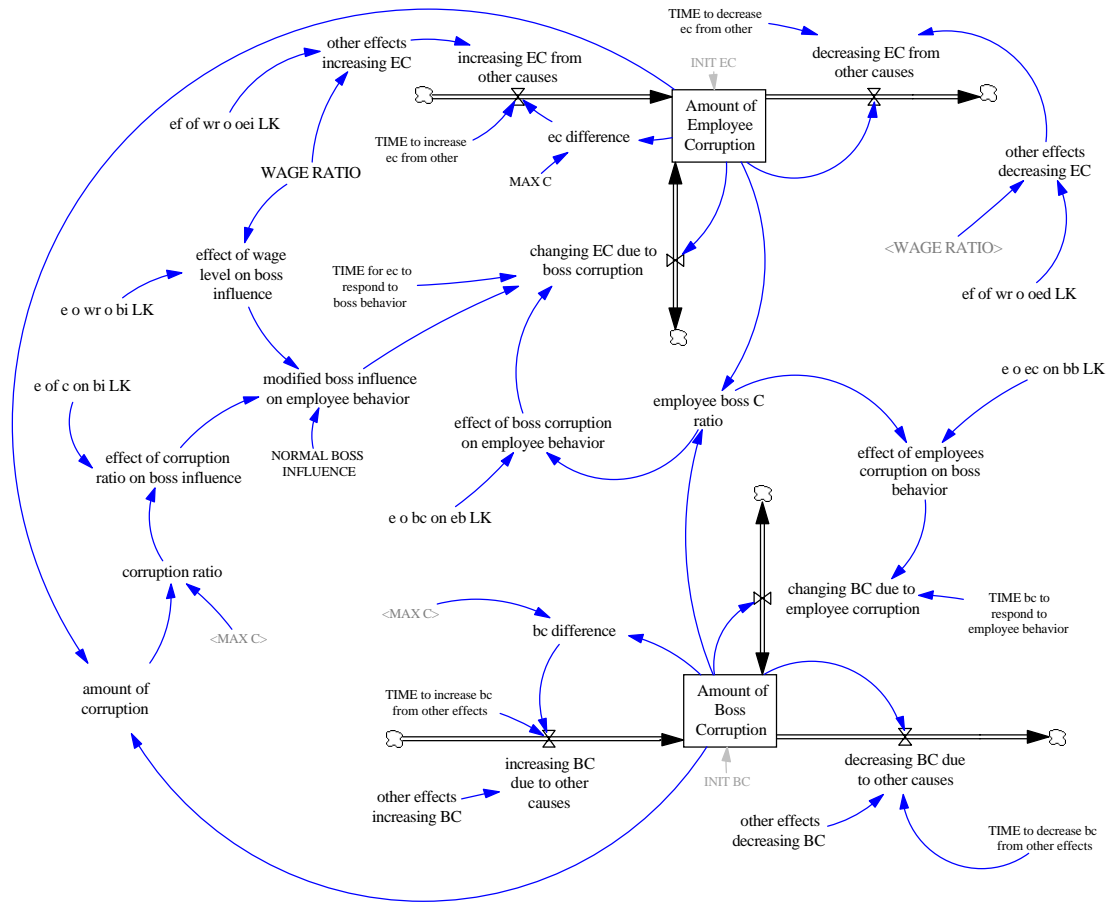 TIME to decrease
ec from other
other effects
increasing EC
increasing EC from
other causes
INIT EC
decreasing EC from
other causes
ef of wr o oei LK
TIME to increase
ec from other
ec difference
MAX C
Amount of
Employee
Corruption
other effects
decreasing EC
WAGE RATIO
<WAGE RATIO>
effect of wage
level on boss
influence
changing EC due to
boss corruption
TIME for ec to
respond to
boss behavior
e o wr o bi LK
ef of wr o oed LK
e of c on bi LK
modified boss influence
on employee behavior
employee boss C
ratio
e o ec on bb LK
effect of boss corruption
on employee behavior
effect of corruption
ratio on boss influence
NORMAL BOSS
INFLUENCE
effect of employees
corruption on boss
behavior
e o bc on eb LK
corruption ratio
changing BC due to
employee corruption
TIME bc to
respond to
employee behavior
<MAX C>
<MAX C>
bc difference
amount of
corruption
TIME to increase bc
from other effects
Amount of
Boss
Corruption
increasing BC
due to other
causes
INIT BC
decreasing BC due
to other causes
other effects
increasing BC
other effects
decreasing BC
TIME to decrease bc
from other effects